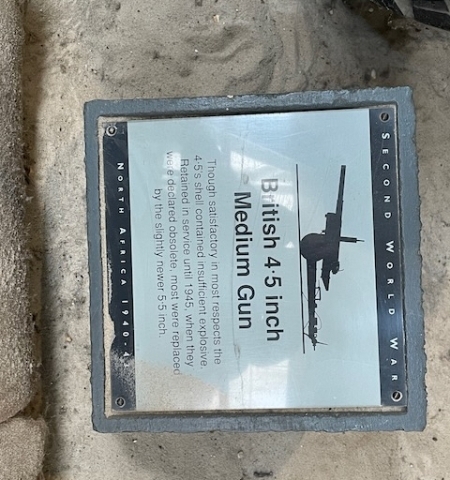 SECOND WORLD WAR
British 4·5 inch
Medium Gun
Though satisfactory in most respects the
4·5's shell contained insufficient explosive.
Retained in service until 1945, when they
were declared obsolete, most were replaced
by the slightly newer 5·5 inch.
NORTH AFRICA 1940-